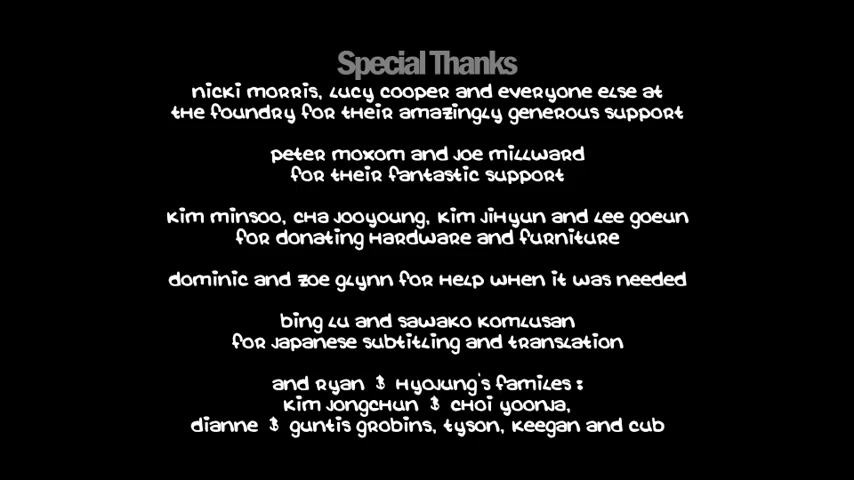 Special Thanks
nicki morris, lucy cooper and everyone else at
the foundry for their amazingly generous support
peter moxom and joe millward
for their fantastic support
kim minsoo, cha jooyoung, kim jihyun and lee goeun
for donating hardware and furniture
dominic and zoe glynn for help when it was needed
bing lu and sawako komlusan
for japanese subtitling and translation
and ryan $ hyojung's familes :
kim jongchun $ choi yoonja,
dianne $ guntis grobins, tyson, keegan and cub